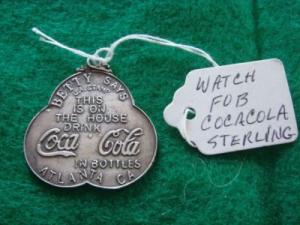 BETTY SAYS
THIS
IS ON
THE HOUSE
DRINK
Coca Cola
IN BOTTLES
ATLANTA GA.
WATCH
FOB
COCACOLA
STERLING